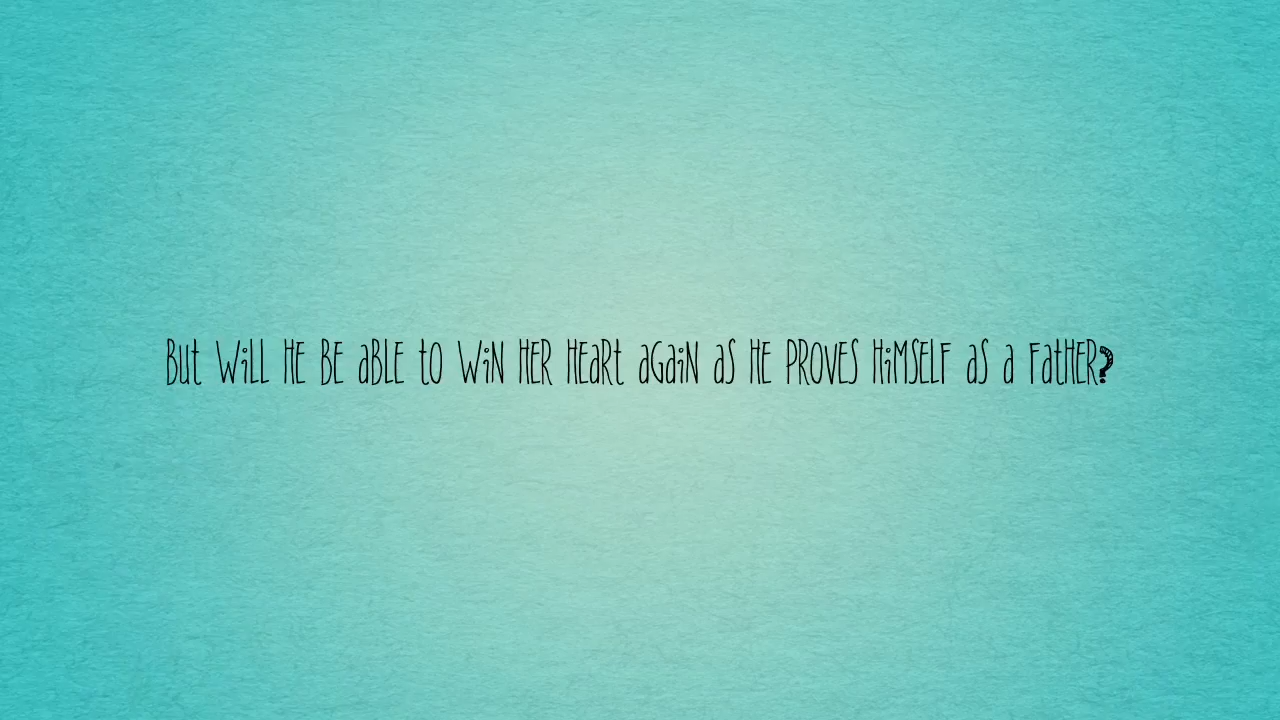 But will he be able to win her heart again as he proves himself as a father?